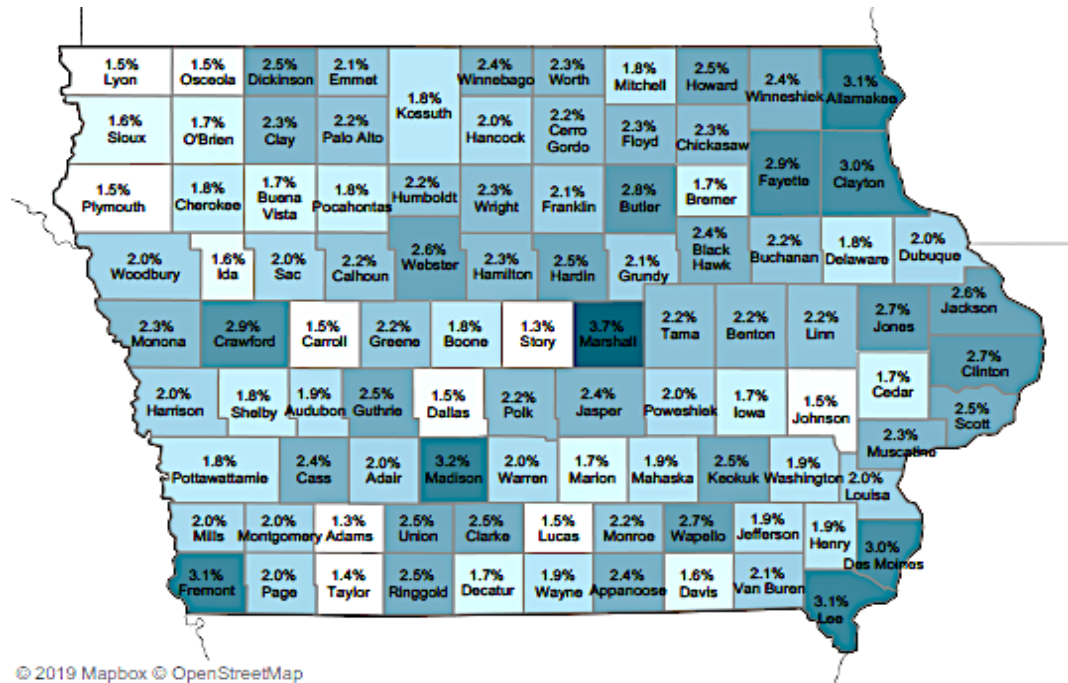 1.5%
Lyon
1.5%
Osceola
2.5%
Dickinson
2.1%
Emmet
1.8%
Kossuth
2.4%
Winnebago
2.3%
Worth
1.8%
Mitchell
2.5%
Howard
2.4%
Winneshiek
3.1%
Allamakee
1.6%
Sioux
1.7%
O'Brien
2.3%
Clay
2.2%
Palo Alto
2.0%
Hancock
2.2%
Cerro
Gordo
2.3%
Floyd
2.3%
Chickasaw
2.9%
Fayette
3.0%
Clayton
1.5%
Plymouth
1.8%
Cherokee
1.7%
Buena
Vista
1.8%
Pocahontas
2.2%
Humboldt
2.3%
Wright
2.1%
Franklin
2.8%
Butler
1.7%
Bremer
2.0%
Woodbury
1.6%
Ida
2.0%
Sac
2.2%
Calhoun
2.6%
Webster
2.3%
Hamilton
2.5%
Hardin
2.1%
Grundy
2.4%
Black
Hawk
2.2%
Buchanan
1.8%
Delaware
2.0%
Dubuque
2.3%
Monona
2.9%
Crawford
1.5%
Carroll
2.2%
Greene
1.8%
Boone
1.3%
Story
3.7%
Marshall
2.2%
Tama
2.2%
Benton
2.2%
Linn
2.7%
Jones
2.6%
Jackson
2.7%
Clinton
2.0%
Harrison
1.8%
Shelby
1.9%
Audubon
2.5%
Guthrie
1.5%
Dallas
2.2%
Polk
2.4%
Jasper
2.0%
Poweshiek
1.7%
Iowa
1.5%
Johnson
1.7%
Cedar
2.5%
Scott
2.3%
Muscatine
1.8%
Pottawattamie
2.4%
Cass
2.0%
Adair
3.2%
Madison
2.0%
Warren
1.7%
Marion
1.9%
Mahaska
2.5%
Keokuk
1.9%
Washington
2.0%
Louisa
2.0%
Mills
2.0%
Montgomery
1.3%
Adams
2.5%
Union
2.5%
Clarke
1.5%
Lucas
2.2%
Monroe
2.7%
Wapello
1.9%
Jefferson
1.9%
Henry
3.0%
Des Moines
3.1%
Fremont
2.0%
Page
1.4%
Taylor
2.5%
Ringgold
1.7%
Decatur
1.9%
Wayne
2.4%
Appanoose
1.6%
Davis
2.1%
Van Buren
3.1%
Lee
© 2019 Mapbox © OpenStreetMap